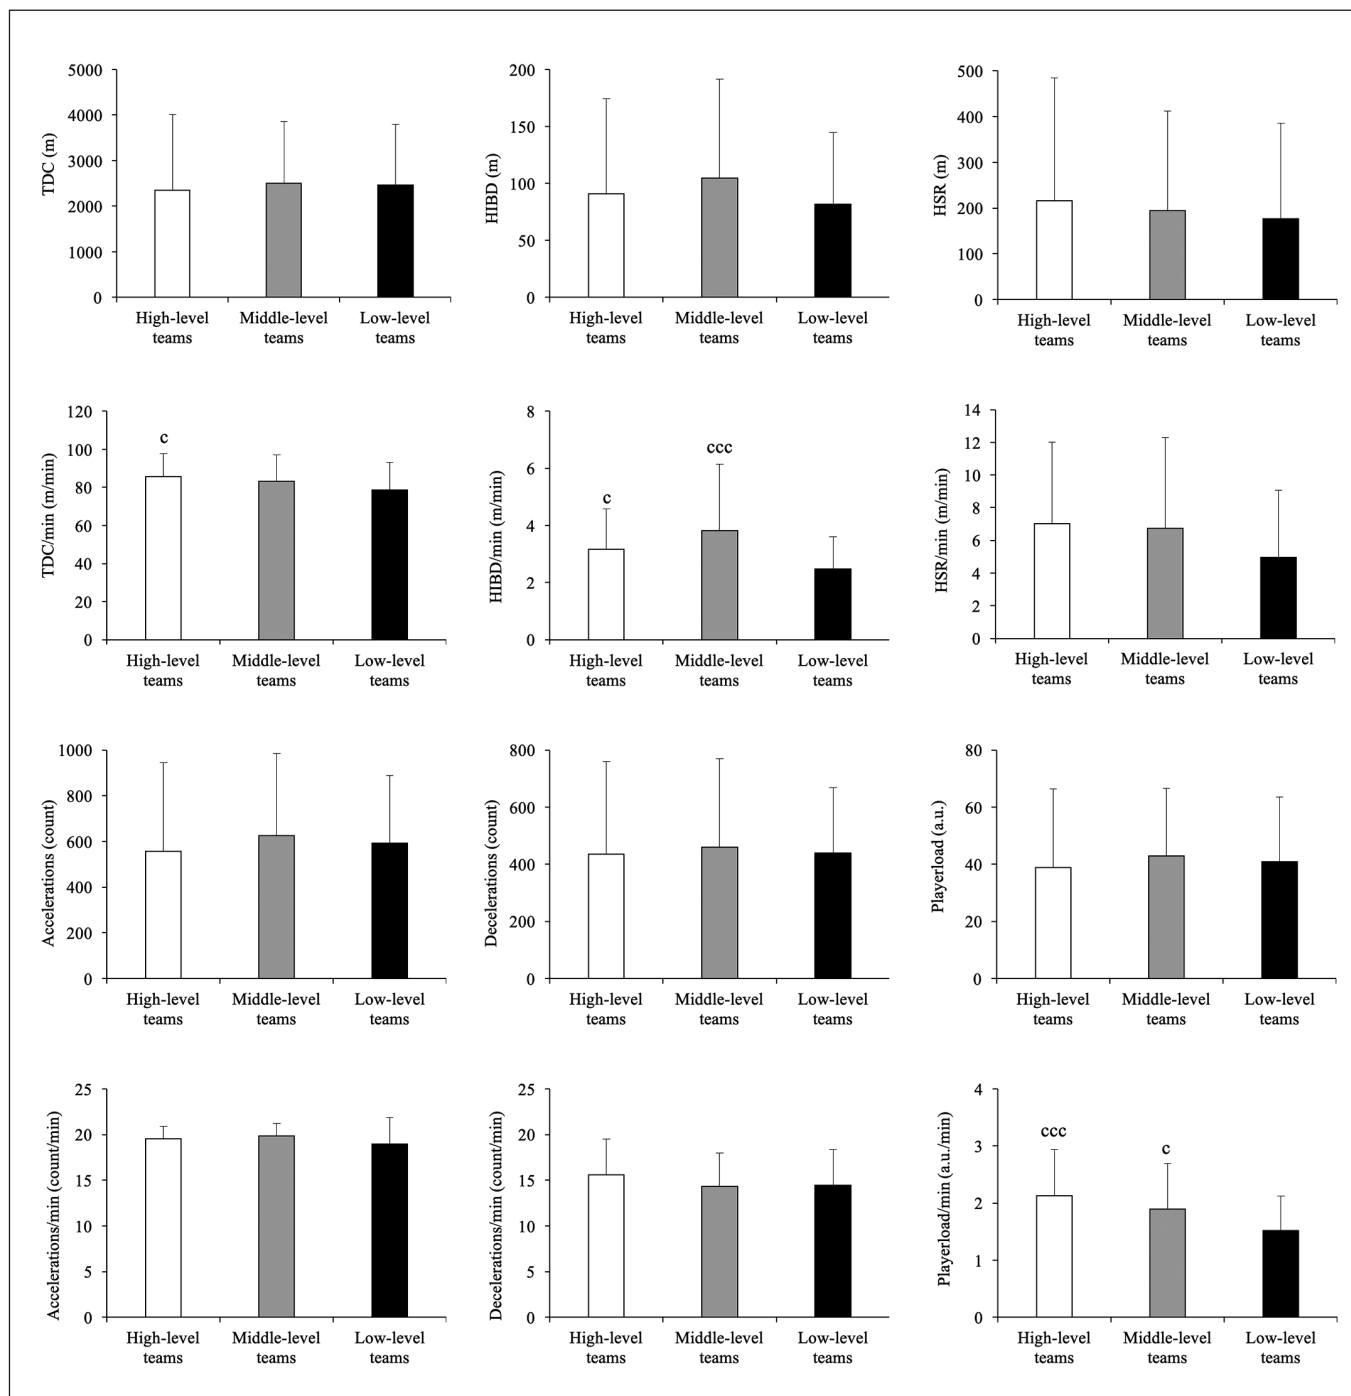 TDC (m)
5000
4000
3000
2000
1000
0
High-level teams
Middle-level teams
Low-level teams
HIBD (m)
200
150
100
50
0
High-level teams
Middle-level teams
Low-level teams
HSR (m)
500
400
300
200
100
0
High-level teams
Middle-level teams
Low-level teams
TDC/min (m/min)
120
100
80
60
40
20
0
c
High-level teams
Middle-level teams
Low-level teams
HIBD/min (m/min)
8
6
4
2
0
c
ccc
High-level teams
Middle-level teams
Low-level teams
HSR/min (m/min)
14
12
10
8
6
4
2
0
High-level teams
Middle-level teams
Low-level teams
Accelerations (count)
1000
800
600
400
200
0
High-level teams
Middle-level teams
Low-level teams
Decelerations (count)
800
600
400
200
0
High-level teams
Middle-level teams
Low-level teams
Playerload (a.u.)
80
60
40
20
0
High-level teams
Middle-level teams
Low-level teams
Accelerations/min (count/min)
25
20
15
10
5
0
High-level teams
Middle-level teams
Low-level teams
Decelerations/min (count/min)
25
20
15
10
5
0
High-level teams
Middle-level teams
Low-level teams
Playerload/min (a.u./min)
4
3
2
1
0
ccc
c
High-level teams
Middle-level teams
Low-level teams